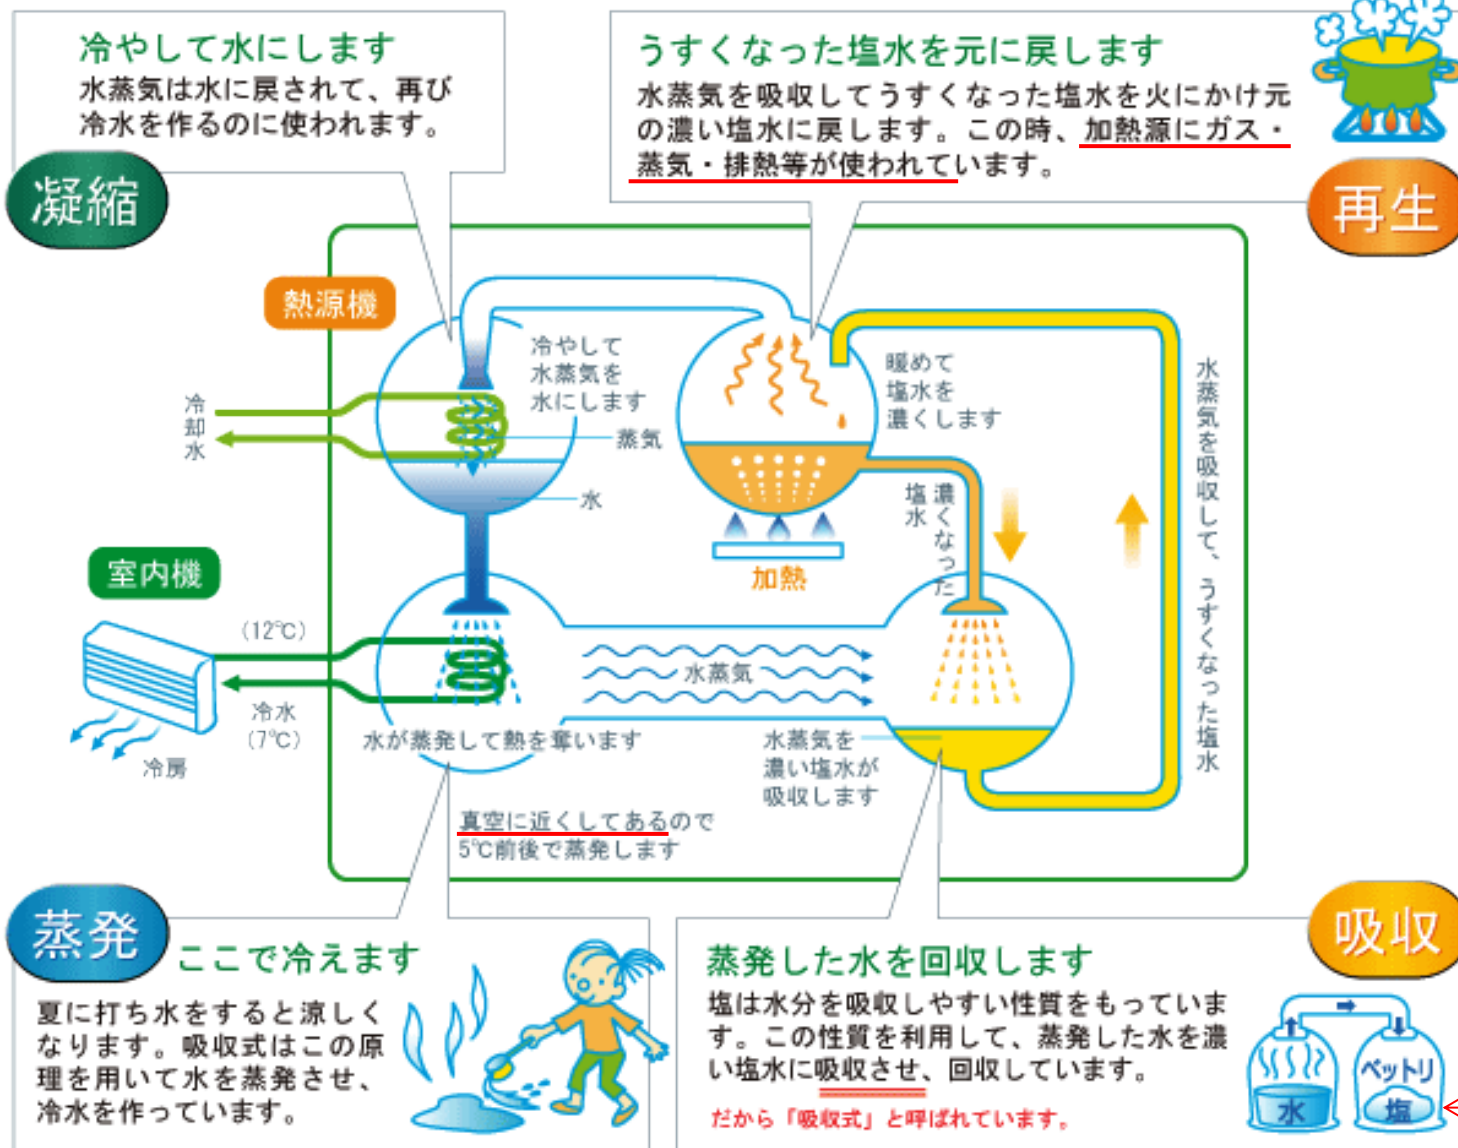 冷やして水にします
水蒸気は水に戻されて、再び
冷水を作るのに使われます。
凝縮
うすくなった塩水を元に戻します
水蒸気を吸収してうすくなった塩水を火にかけ元
の濃い塩水に戻します。この時、加熱源にガス・
蒸気・排熱等が使われています。
再生
熱源機
冷やして
水蒸気を
水にします
蒸気
水
冷却水
暖めて
塩水を
濃くします
濃くなった
塩水
加熱
水蒸気を吸収して、うすくなった塩水
室内機
(12℃)
冷水
(7℃)
冷房
水蒸気
水が蒸発して熱を奪います
水蒸気を
濃い塩水が
吸収します
真空に近くしてあるので
5℃前後で蒸発します
蒸発
ここで冷えます
夏に打ち水をすると涼しく
なります。吸収式はこの原
理を用いて水を蒸発させ、
冷水を作っています。
吸収
蒸発した水を回収します
塩は水分を吸収しやすい性質をもっていま
す。この性質を利用して、蒸発した水を濃
い塩水に吸収させ、回収しています。
だから「吸収式」と呼ばれています。
水
ベットリ
塩